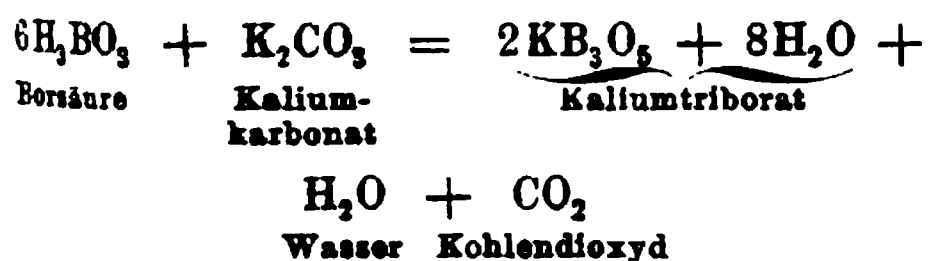 6H₃BO₃ + K₂CO₃ = 2KB₃O₅ + 8H₂O +
Borsäure Kalium- Kaliumtriborat
karbonat
H₂O + CO₂
Wasser Kohlendioxyd